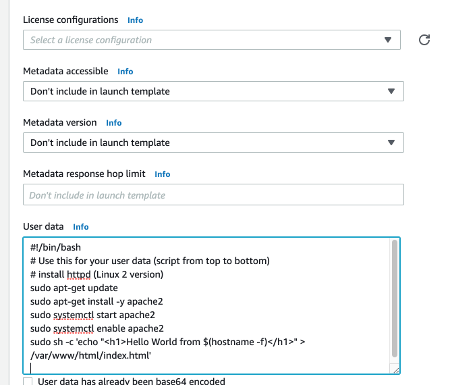 License configurations Info
Select a license configuration
Metadata accessible Info
Don't include in launch template
Metadata version Info
Don't include in launch template
Metadata response hop limit Info
Don't include in launch template
User data Info
#!/bin/bash
# Use this for your user data (script from top to bottom)
# install httpd (Linux 2 version)
sudo apt-get update
sudo apt-get install -y apache2
sudo systemctl start apache2
sudo systemctl enable apache2
sudo sh -c 'echo "<h1>Hello World from $(hostname -f)</h1>" >
/var/www/html/index.html'
User data has already been base64 encoded